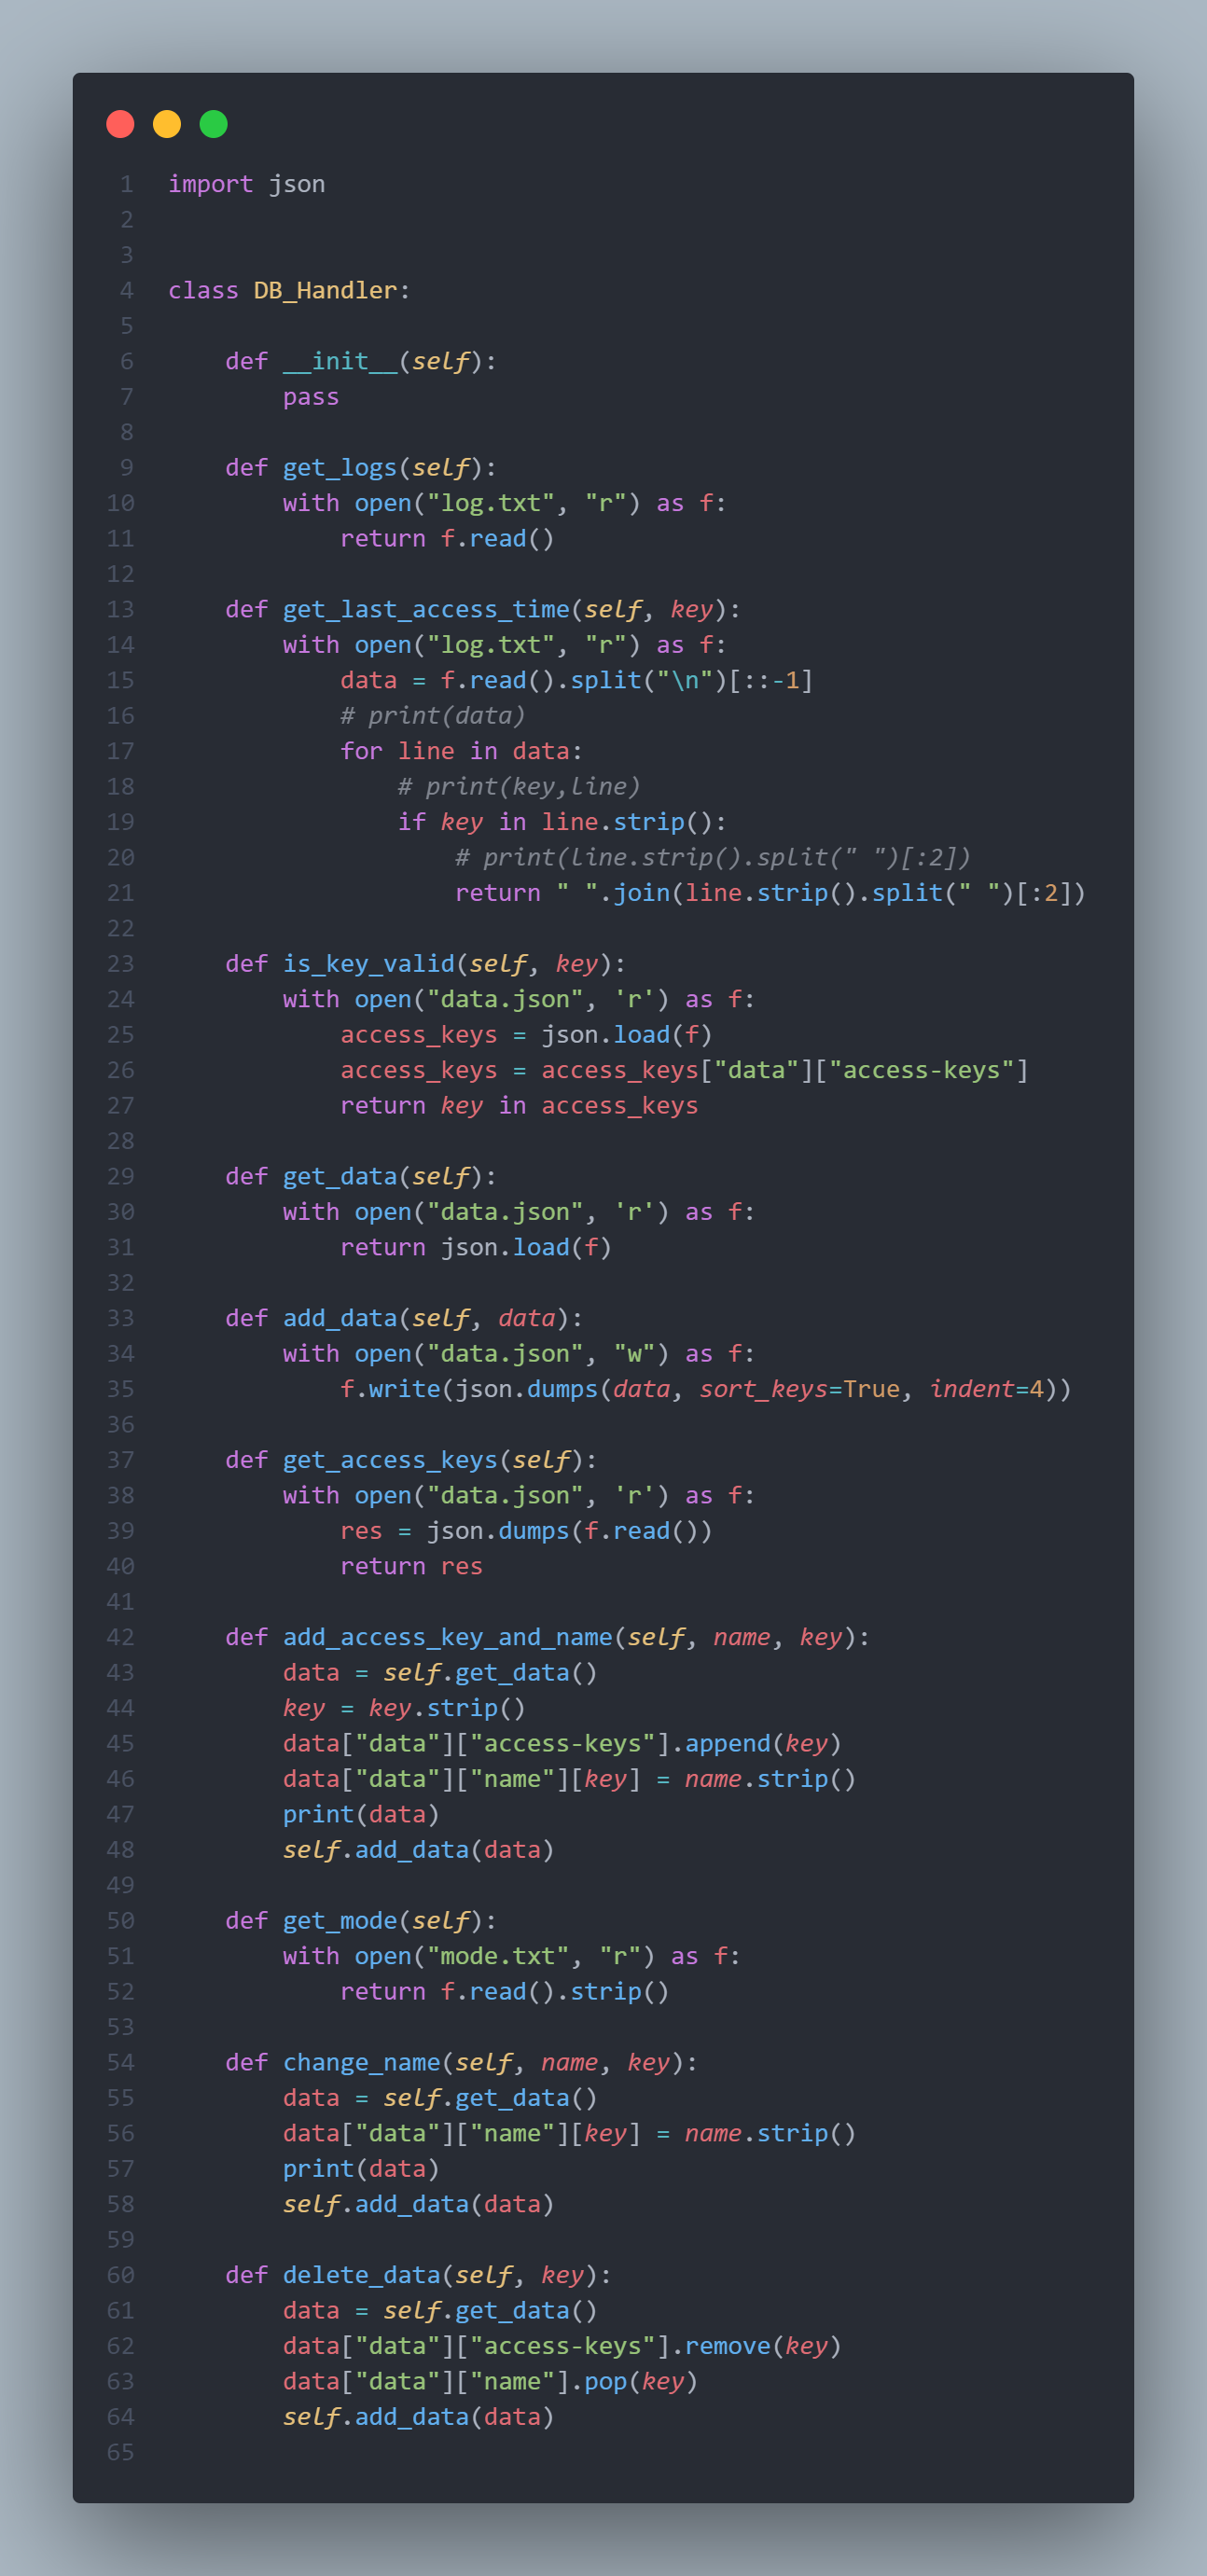 1 import json
2
3
4 class DB_Handler:
5
6     def __init__(self):
7         pass
8
9     def get_logs(self):
10         with open("log.txt", "r") as f:
11             return f.read()
12
13     def get_last_access_time(self, key):
14         with open("log.txt", "r") as f:
15             data = f.read().split("\n")[::-1]
16             # print(data)
17             for line in data:
18                 # print(key,line)
19                 if key in line.strip():
20                     # print(line.strip().split(" ")[:2])
21                     return " ".join(line.strip().split(" ")[:2])
22
23     def is_key_valid(self, key):
24         with open("data.json", 'r') as f:
25             access_keys = json.load(f)
26             access_keys = access_keys["data"]["access-keys"]
27             return key in access_keys
28
29     def get_data(self):
30         with open("data.json", 'r') as f:
31             return json.load(f)
32
33     def add_data(self, data):
34         with open("data.json", "w") as f:
35             f.write(json.dumps(data, sort_keys=True, indent=4))
36
37     def get_access_keys(self):
38         with open("data.json", 'r') as f:
39             res = json.dumps(f.read())
40             return res
41
42     def add_access_key_and_name(self, name, key):
43         data = self.get_data()
44         key = key.strip()
45         data["data"]["access-keys"].append(key)
46         data["data"]["name"][key] = name.strip()
47         print(data)
48         self.add_data(data)
49
50     def get_mode(self):
51         with open("mode.txt", "r") as f:
52             return f.read().strip()
53
54     def change_name(self, name, key):
55         data = self.get_data()
56         data["data"]["name"][key] = name.strip()
57         print(data)
58         self.add_data(data)
59
60     def delete_data(self, key):
61         data = self.get_data()
62         data["data"]["access-keys"].remove(key)
63         data["data"]["name"].pop(key)
64         self.add_data(data)
65